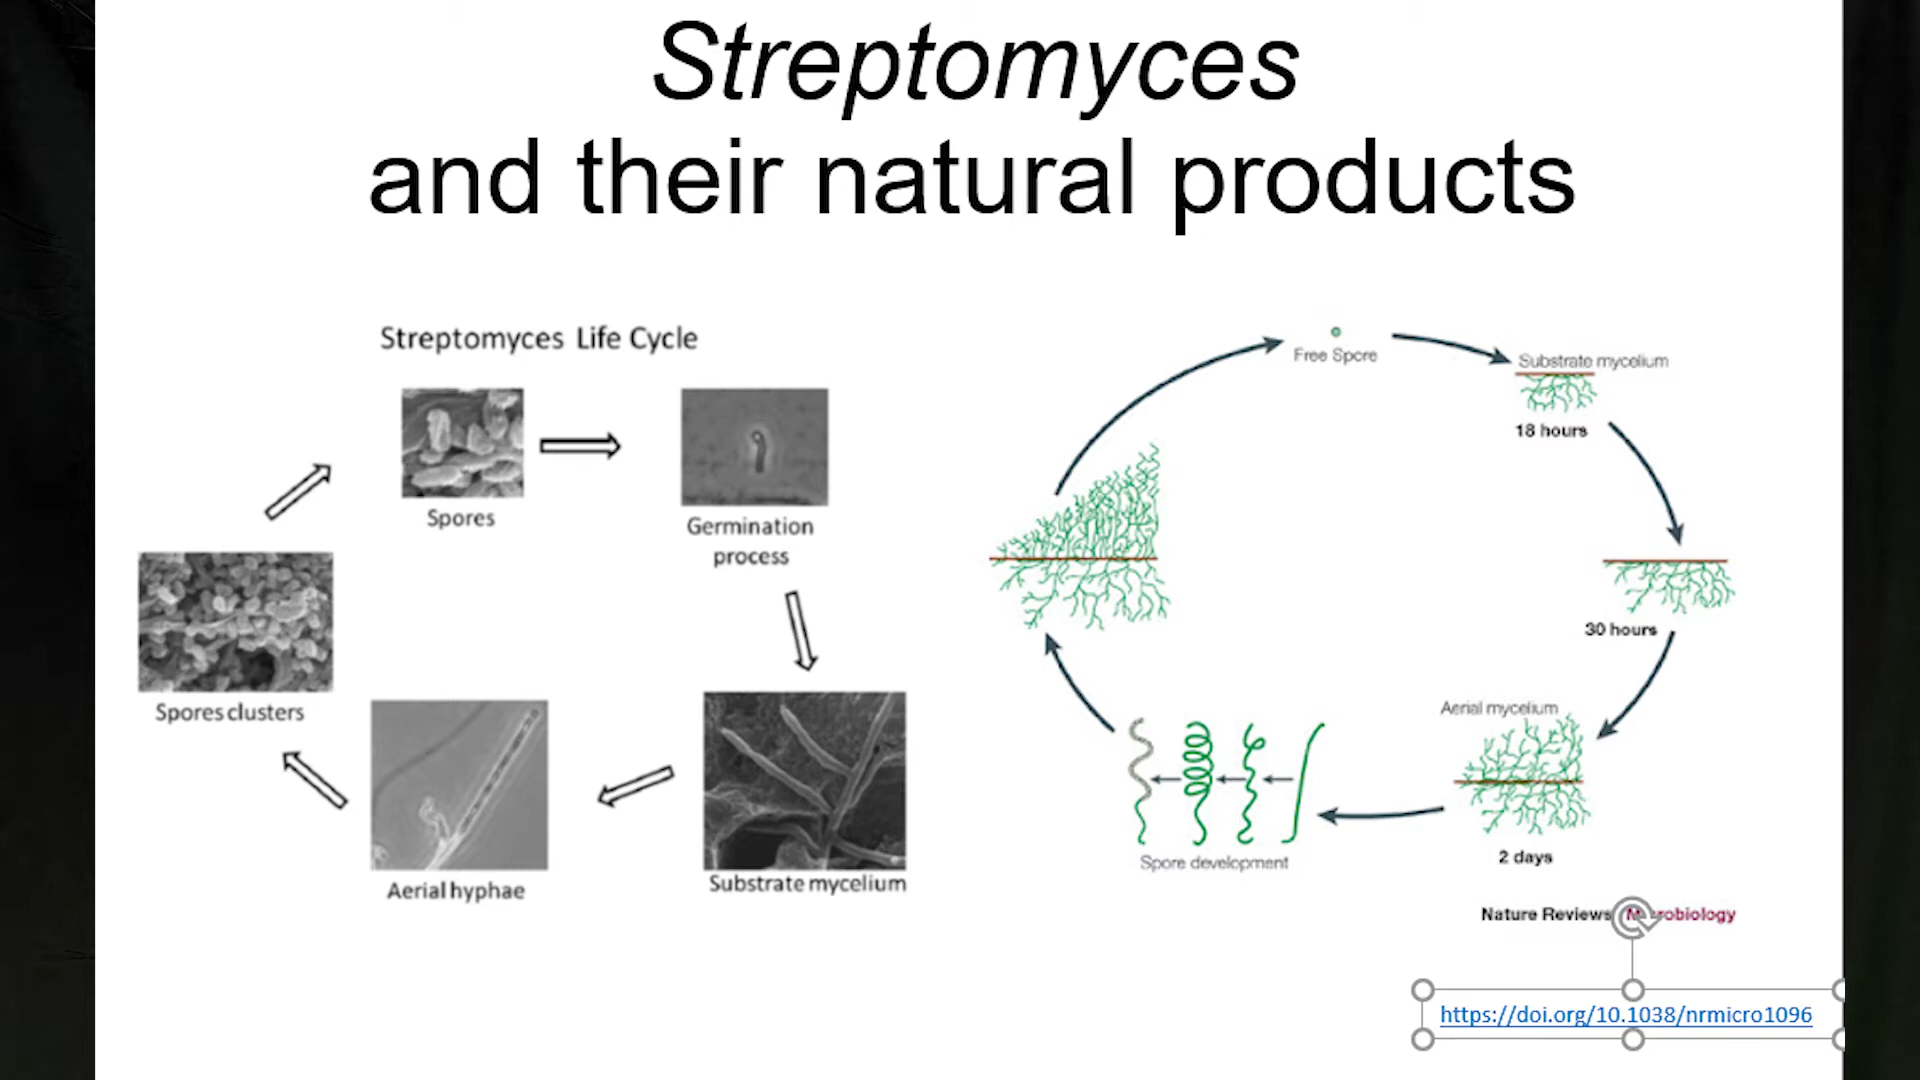 Streptomyces
and their natural products
Streptomyces Life Cycle
Spores
Germination
process
Spores clusters
Aerial hyphae
Substrate mycelium
Free Spore
Substrate mycelium
18 hours
30 hours
Aerial mycelium
2 days
Spore development
Nature Reviews
https://doi.org/10.1038/nrmicro1096